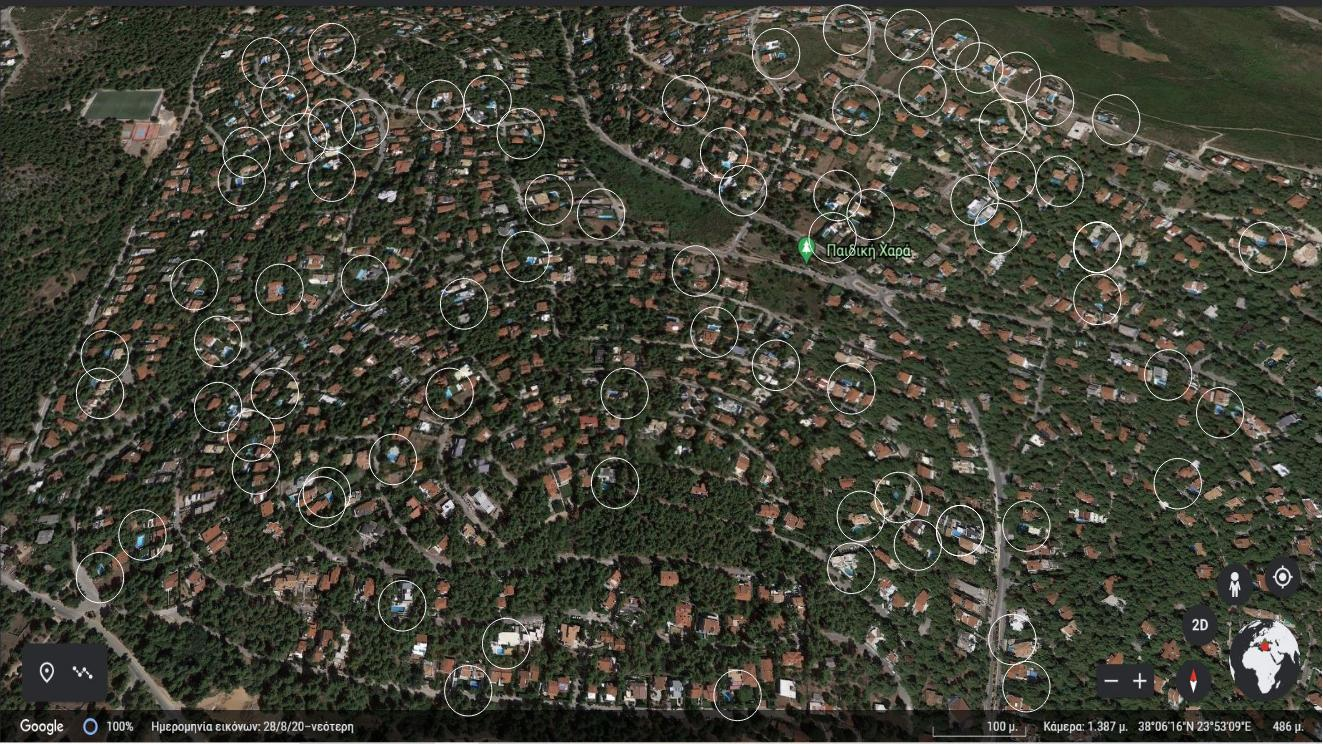 Παιδική Χαρά
2D
Google 100% Ημερομηνία εικόνων: 28/8/20–νεότερη 100 μ. Κάμερα: 1.387 μ. 38°06'16"N 23°53'09"E 486 μ.